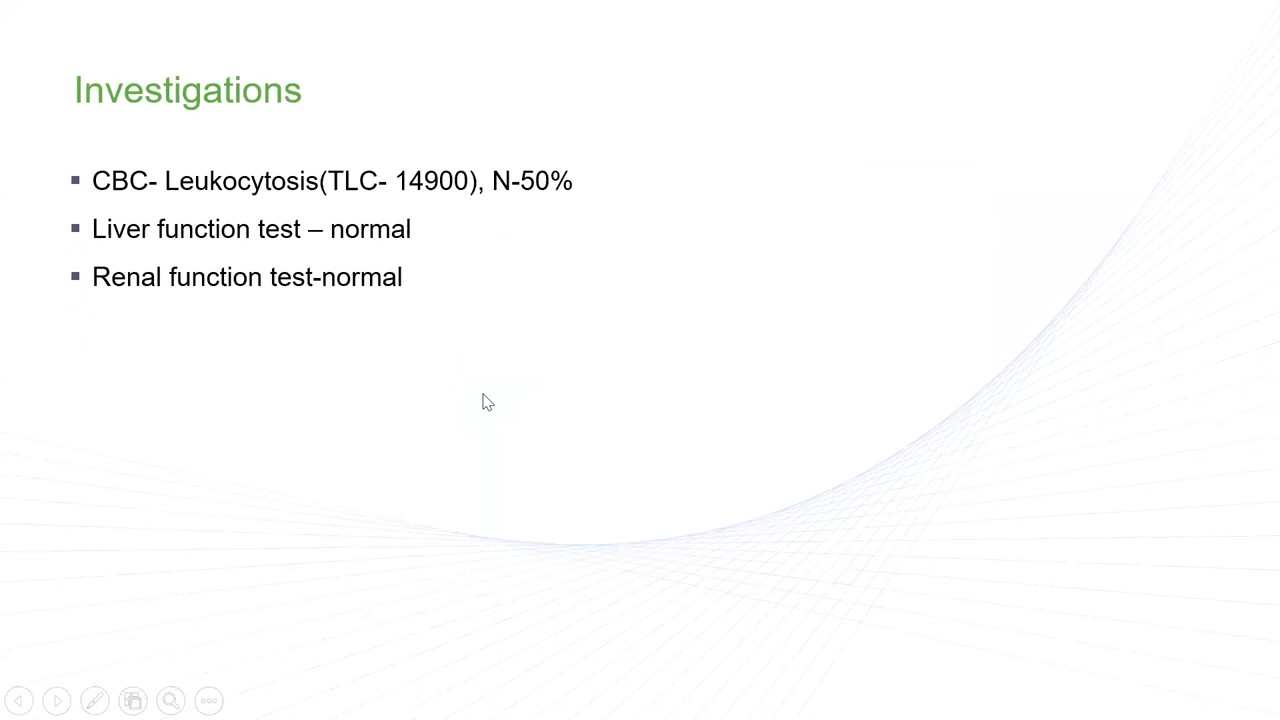 Investigations
CBC- Leukocytosis(TLC- 14900), N-50%
Liver function test – normal
Renal function test-normal